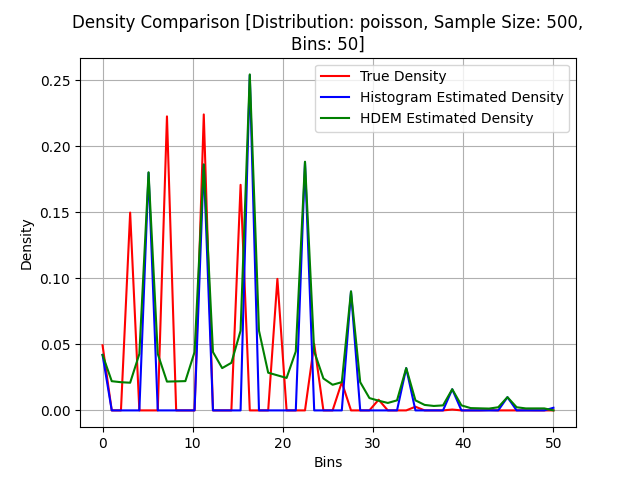 Density Comparison [Distribution: poisson, Sample Size: 500,
Bins: 50]
True Density
Histogram Estimated Density
HDEM Estimated Density
Density
0.25
0.20
0.15
0.10
0.05
0.00
0 10 20 30 40 50
Bins